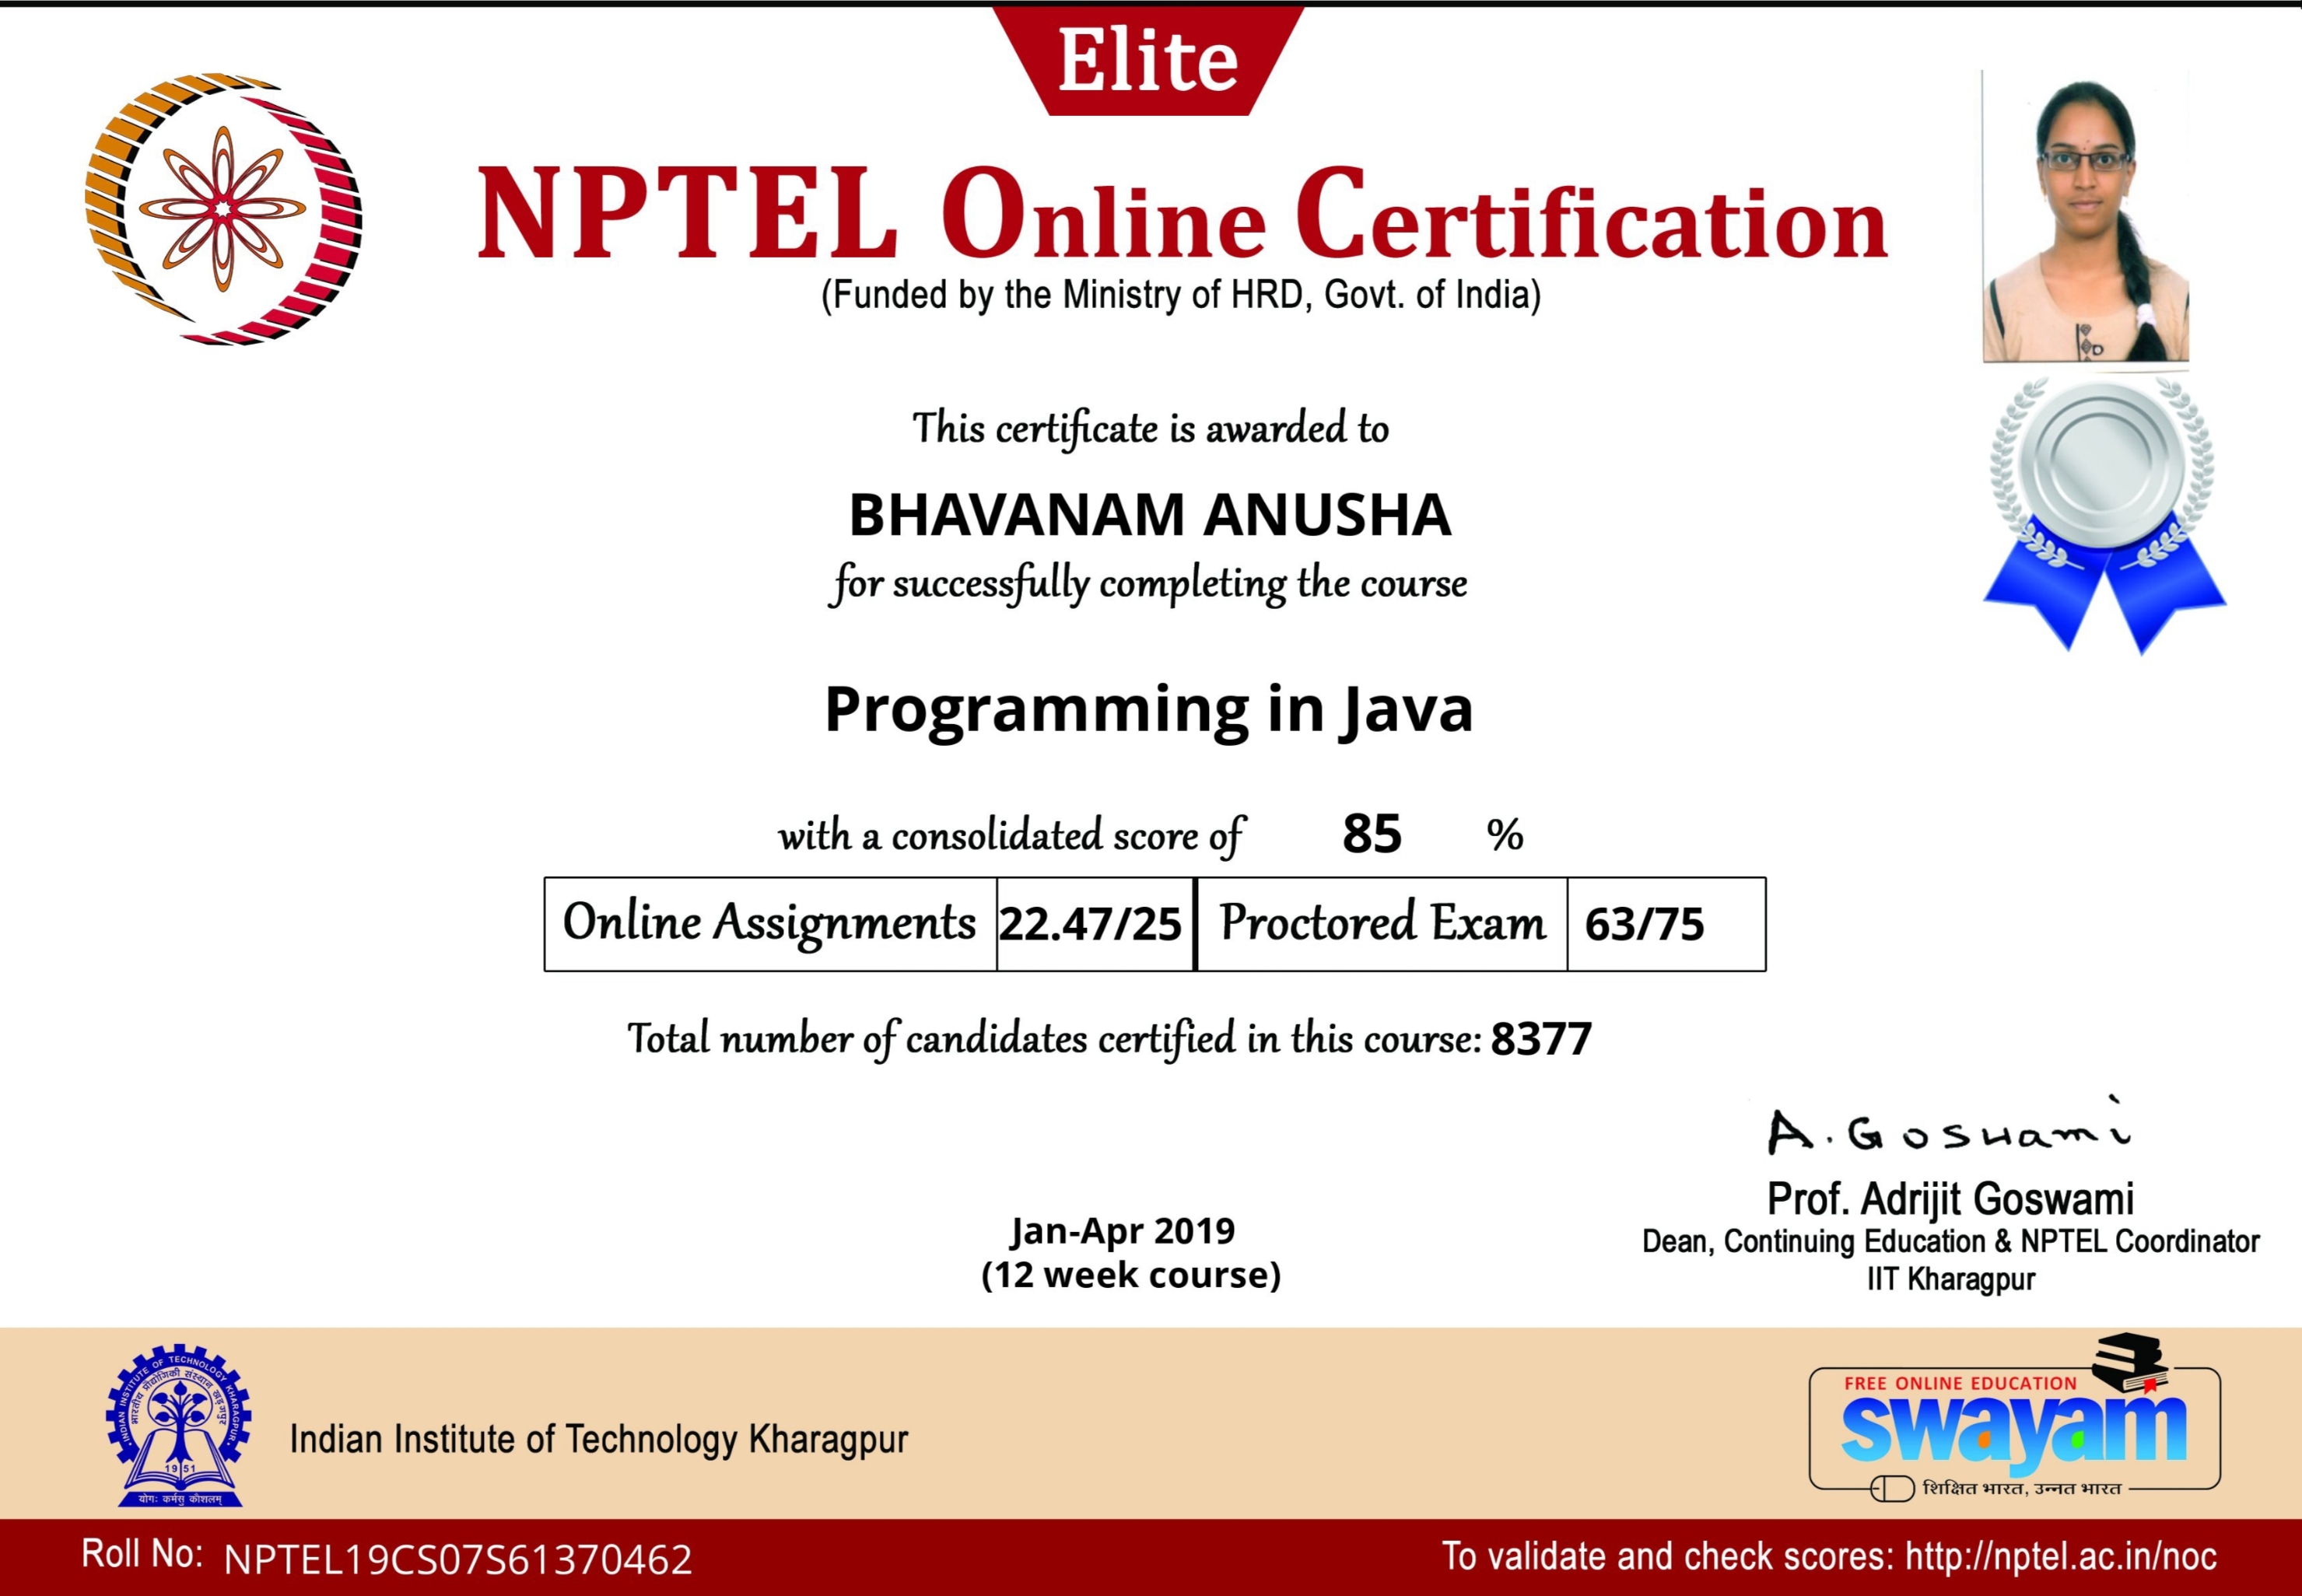 Elite
NPTEL Online Certification
(Funded by the Ministry of HRD, Govt. of India)
This certificate is awarded to
BHAVANAM ANUSHA
for successfully completing the course
Programming in Java
with a consolidated score of 85 %
Online Assignments 22.47/25 Proctored Exam 63/75
Total number of candidates certified in this course: 8377
A. Goswami
Prof. Adrijit Goswami
Dean, Continuing Education & NPTEL Coordinator
IIT Kharagpur
Jan-Apr 2019
(12 week course)
INDIAN INSTITUTE OF TECHNOLOGY KHARAGPUR
भारतीय प्रौद्योगिकी संस्थान खड़गपुर
1951
योगः कर्मसु कौशलम्
Indian Institute of Technology Kharagpur
FREE ONLINE EDUCATION
swayam
शिक्षित भारत, उन्नत भारत
Roll No: NPTEL19CS07S61370462
To validate and check scores: http://nptel.ac.in/noc